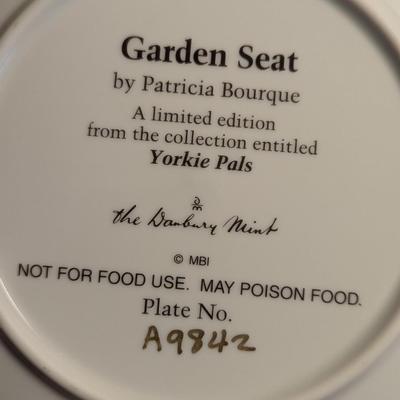 Garden Seat
by Patricia Bourque
A limited edition
from the collection entitled
Yorkie Pals
the Danbury Mint
© MBI
NOT FOR FOOD USE. MAY POISON FOOD.
Plate No.
A9842